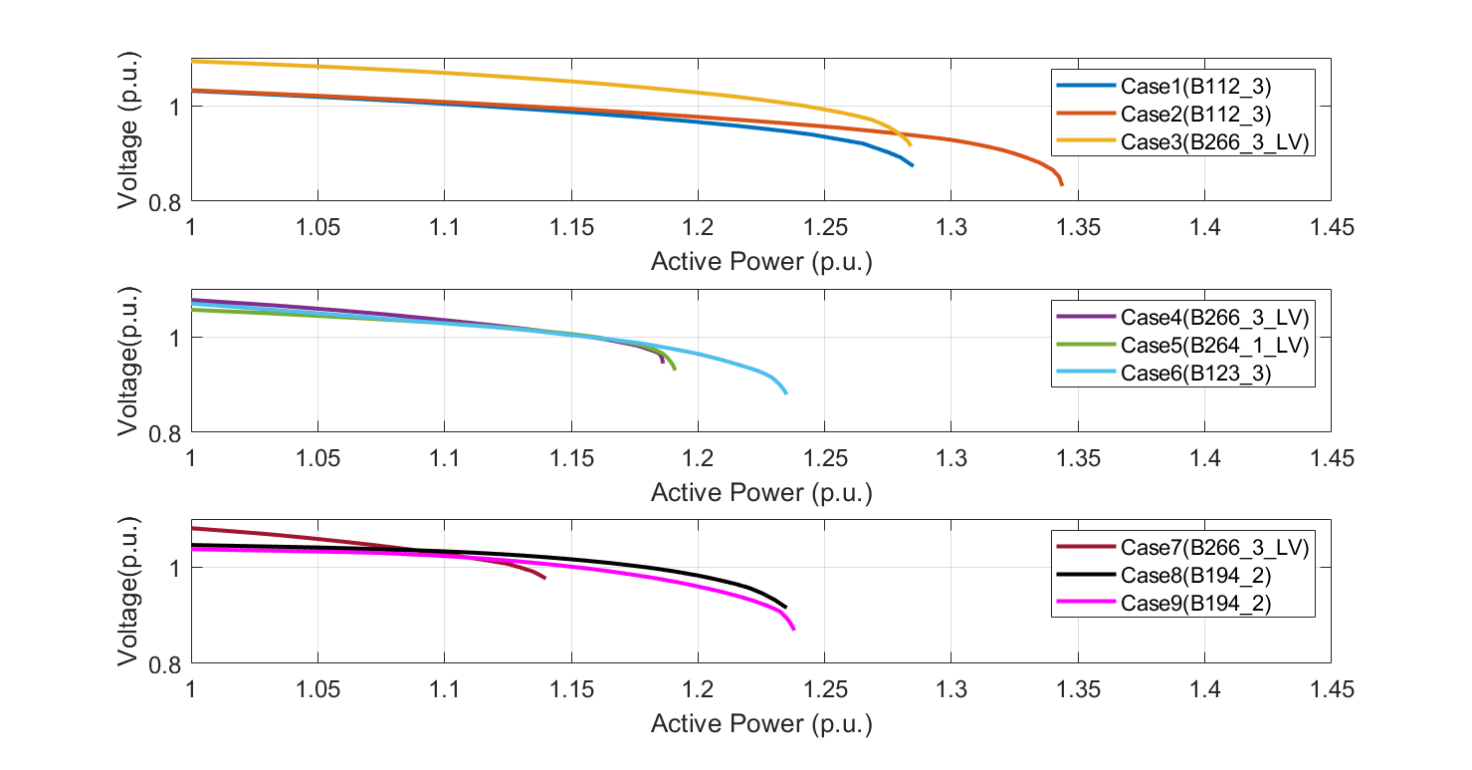 Voltage (p.u.)
1
0.8
Case1(B112_3)
Case2(B112_3)
Case3(B266_3_LV)
1 1.05 1.1 1.15 1.2 1.25 1.3 1.35 1.4 1.45
Active Power (p.u.)
Voltage(p.u.)
1
0.8
Case4(B266_3_LV)
Case5(B264_1_LV)
Case6(B123_3)
1 1.05 1.1 1.15 1.2 1.25 1.3 1.35 1.4 1.45
Active Power (p.u.)
Voltage(p.u.)
1
0.8
Case7(B266_3_LV)
Case8(B194_2)
Case9(B194_2)
1 1.05 1.1 1.15 1.2 1.25 1.3 1.35 1.4 1.45
Active Power (p.u.)